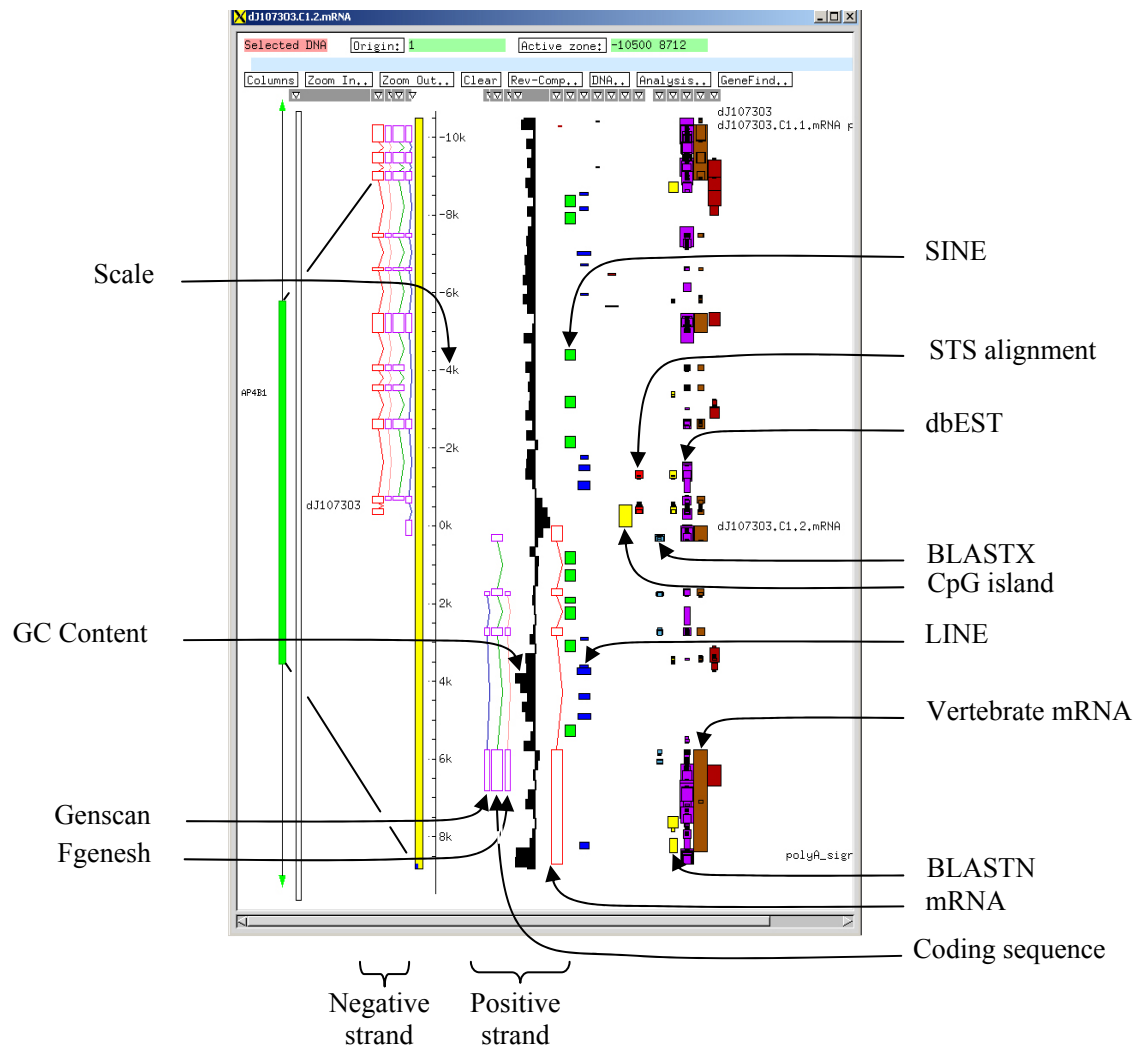 dJ107303.C1.2.mRNA
Selected DNA Origin: 1 Active zone: -10500 8712
Columns Zoom In.. Zoom Out.. Clear Rev-Comp.. DNA.. Analysis.. GeneFind..
dJ107303
dJ107303.C1.1.mRNA p
-10k
-8k
SINE
Scale
-6k
STS alignment
-4k
AP4B1
dbEST
-2k
dJ107303
0k
dJ107303.C1.2.mRNA
BLASTX
CpG island
2k
GC Content
LINE
4k
Vertebrate mRNA
6k
Genscan
8k
Fgenesh
polyA_sigr
BLASTN
mRNA
Coding sequence
Negative
strand
Positive
strand